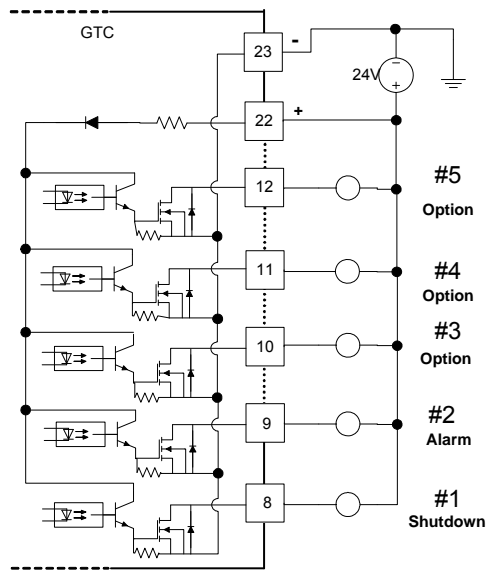 GTC
23
-
24V
-
+
22
+
12
#5
Option
11
#4
Option
10
#3
Option
9
#2
Alarm
8
#1
Shutdown